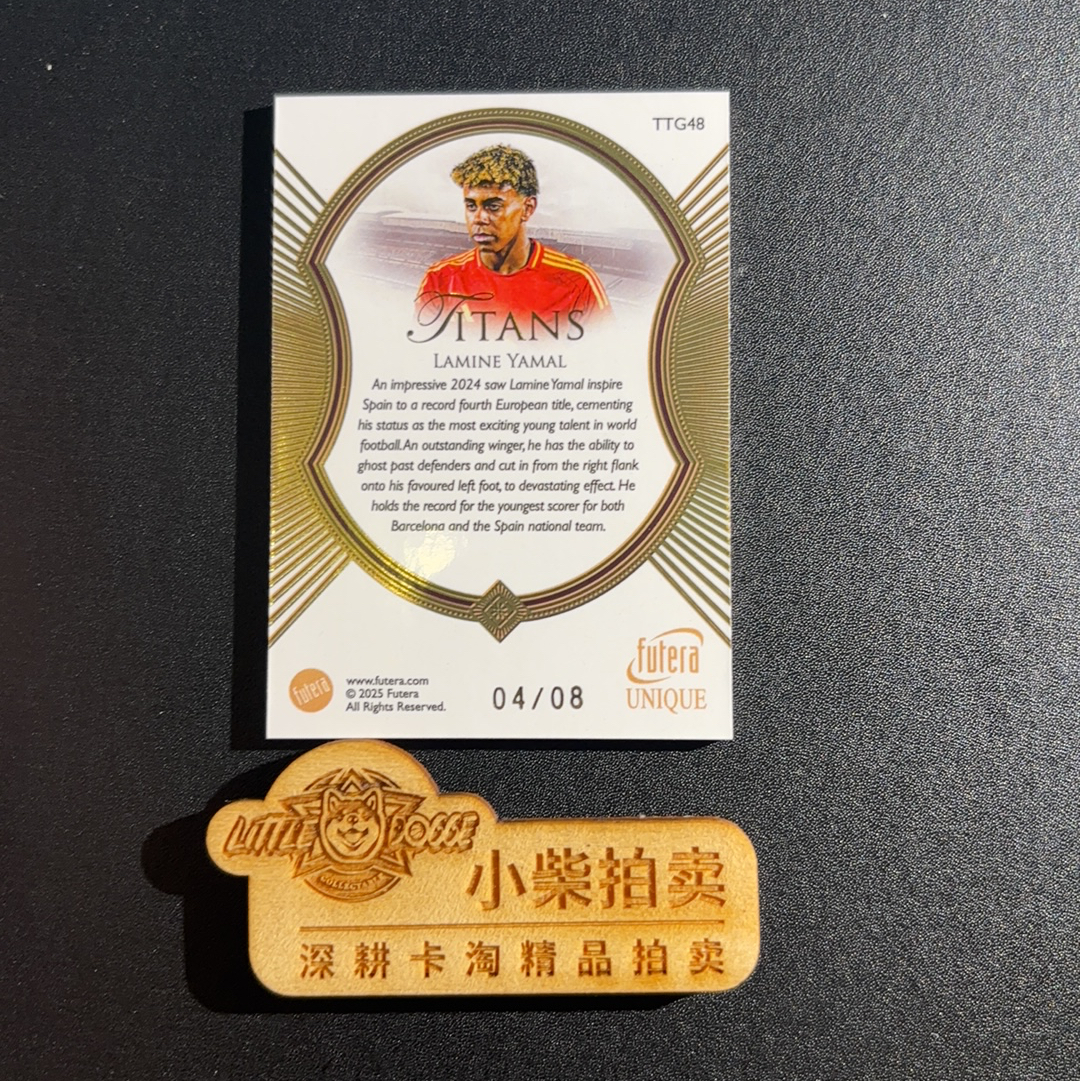 TTG48
TITANS
LAMINE YAMAL
An impressive 2024 saw Lamine Yamal inspire
Spain to a record fourth European title, cementing
his status as the most exciting young talent in world
football. An outstanding winger, he has the ability to
ghost past defenders and cut in from the right flank
onto his favoured left foot, to devastating effect. He
holds the record for the youngest scorer for both
Barcelona and the Spain national team.
futera
www.futera.com
© 2025 Futera
All Rights Reserved.
04/08
futera
UNIQUE
LITTLE DOGGE
COLLECTABLE
小柴拍卖
深耕卡淘精品拍卖